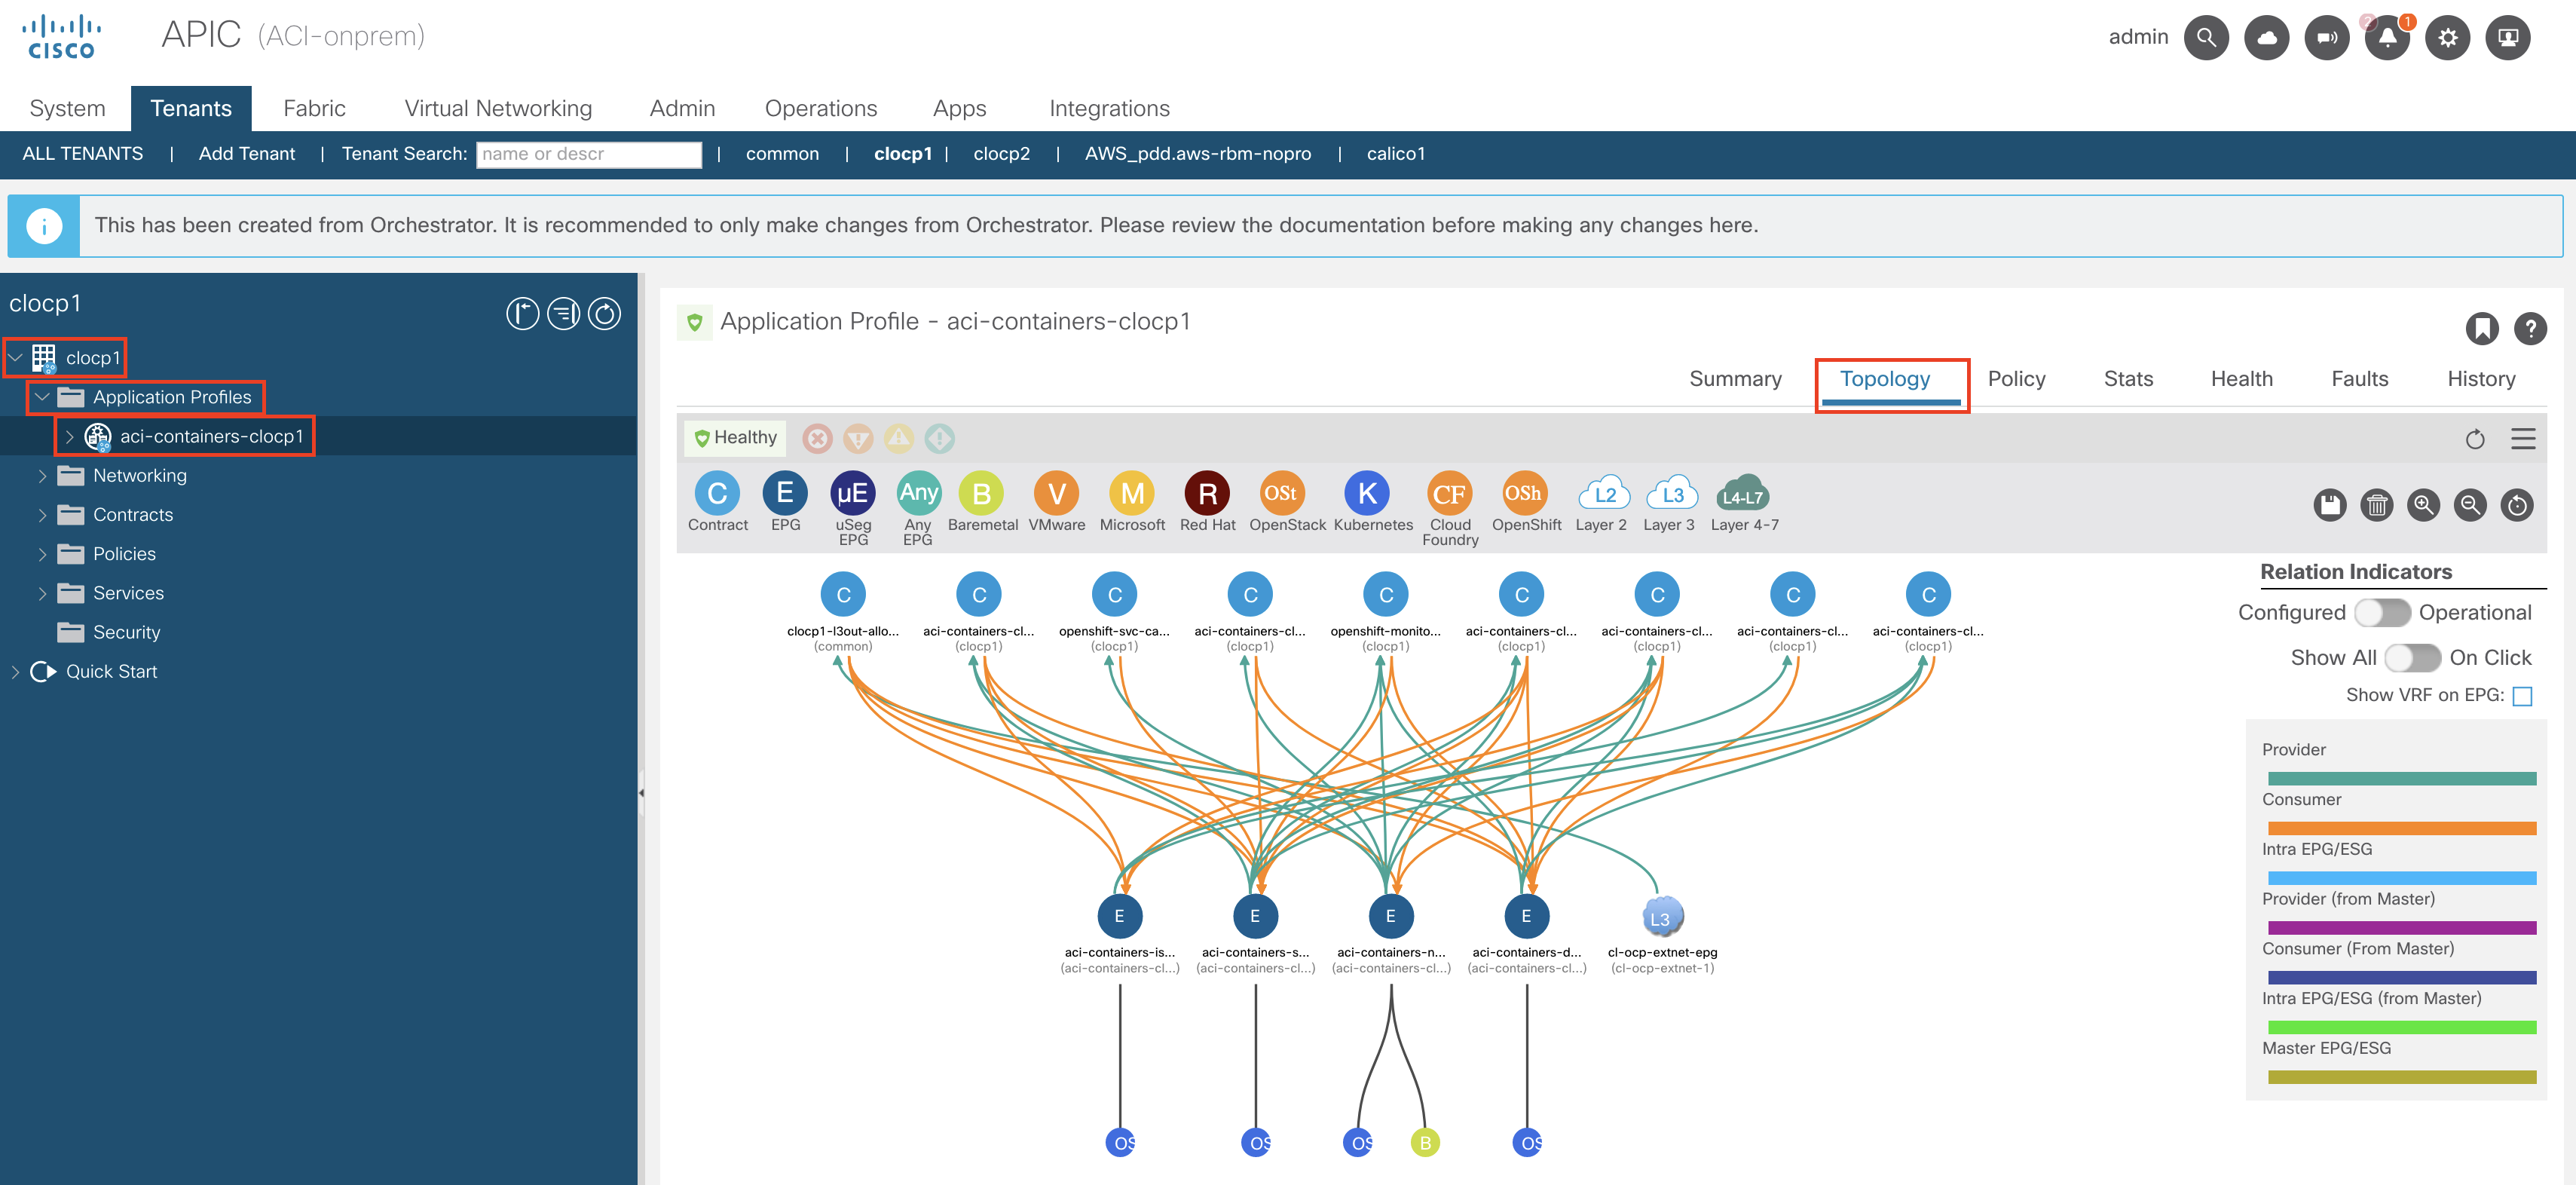 CISCO
APIC (ACI-onprem)
admin
2
1
System Tenants Fabric Virtual Networking Admin Operations Apps Integrations
ALL TENANTS | Add Tenant | Tenant Search: name or descr | common | clocp1 | clocp2 | AWS_pdd.aws-rbm-nopro | calico1
This has been created from Orchestrator. It is recommended to only make changes from Orchestrator. Please review the documentation before making any changes here.
clocp1
clocp1
Application Profiles
aci-containers-clocp1
Networking
Contracts
Policies
Services
Security
Quick Start
Application Profile - aci-containers-clocp1
Summary Topology Policy Stats Health Faults History
Healthy
C E µE Any B V M R OSt K CF OSh L2 L3 L4-L7
Contract EPG uSeg EPG Any EPG Baremetal VMware Microsoft Red Hat OpenStack Kubernetes Cloud Foundry OpenShift Layer 2 Layer 3 Layer 4-7
C C C C C C C C C
clocp1-l3out-allo... aci-containers-cl... openshift-svc-ca... aci-containers-cl... openshift-monito... aci-containers-cl... aci-containers-cl... aci-containers-cl... aci-containers-cl...
(common) (clocp1) (clocp1) (clocp1) (clocp1) (clocp1) (clocp1) (clocp1) (clocp1)
E E E E L3
aci-containers-is... aci-containers-s... aci-containers-n... aci-containers-d... cl-ocp-extnet-epg
(aci-containers-cl...) (aci-containers-cl...) (aci-containers-cl...) (aci-containers-cl...) (cl-ocp-extnet-1)
OS OS OS B OS
Relation Indicators
Configured Operational
Show All On Click
Show VRF on EPG:
Provider
Consumer
Intra EPG/ESG
Provider (from Master)
Consumer (From Master)
Intra EPG/ESG (from Master)
Master EPG/ESG